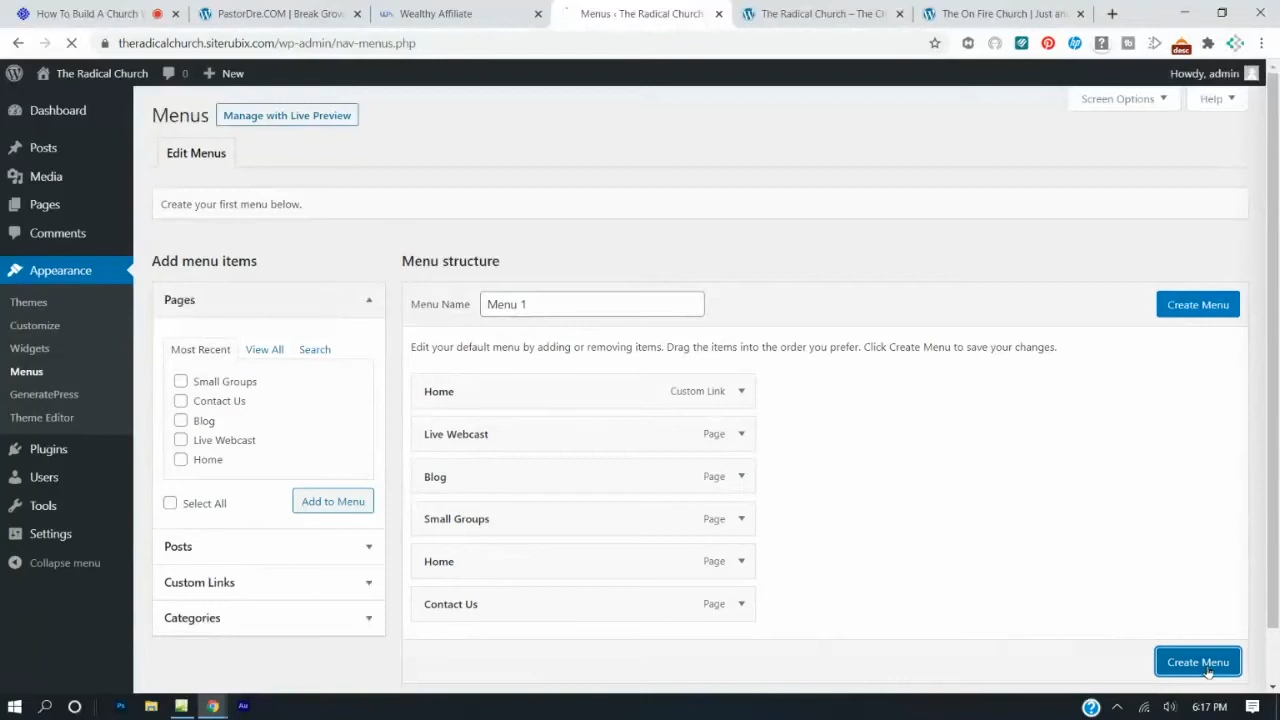 How To Build A Church W
PastorDre.COM | Break Grow
Wealthy Affiliate
Menus ‹ The Radical Church
The Radical Church – The Ch
The On Fire Church | Just an
theradicalchurch.siterubix.com/wp-admin/nav-menus.php
desc
The Radical Church
0
New
Howdy, admin
Dashboard
Posts
Media
Pages
Comments
Appearance
Themes
Customize
Widgets
Menus
GeneratePress
Theme Editor
Plugins
Users
Tools
Settings
Collapse menu
Screen Options
Help
Menus
Manage with Live Preview
Edit Menus
Create your first menu below.
Add menu items
Pages
Most Recent
View All
Search
Small Groups
Contact Us
Blog
Live Webcast
Home
Select All
Add to Menu
Posts
Custom Links
Categories
Menu structure
Menu Name
Menu 1
Create Menu
Edit your default menu by adding or removing items. Drag the items into the order you prefer. Click Create Menu to save your changes.
Home Custom Link
Live Webcast Page
Blog Page
Small Groups Page
Home Page
Contact Us Page
Create Menu
Ps
Au
6:17 PM